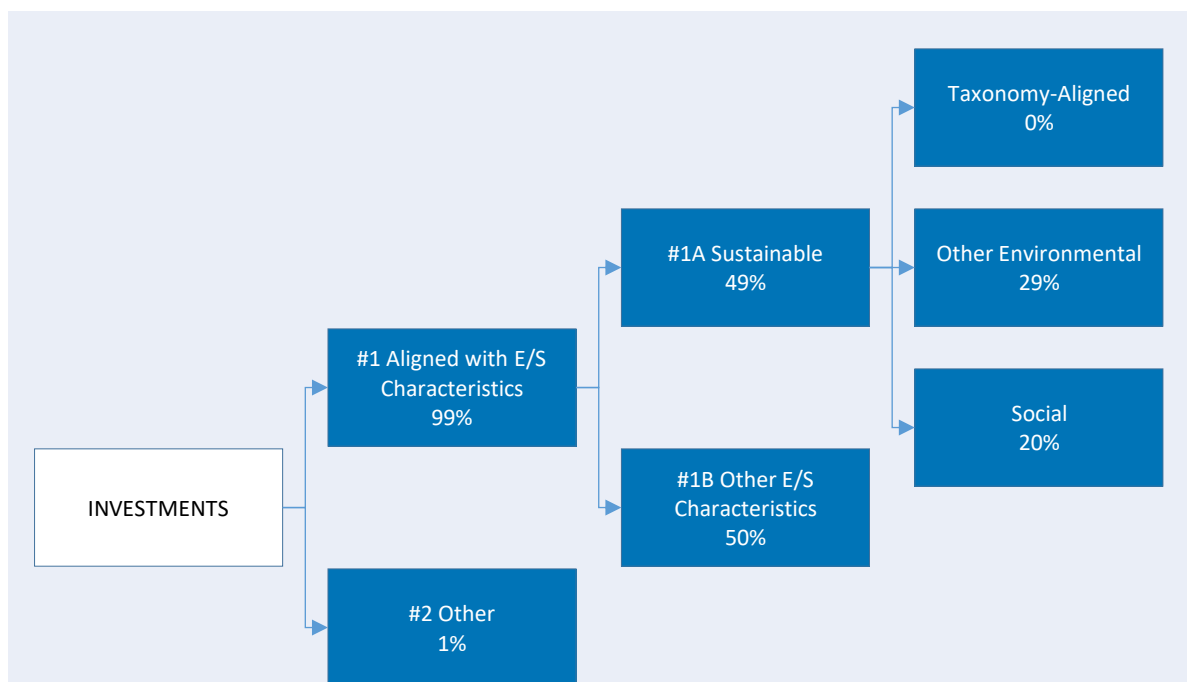 INVESTMENTS
#1 Aligned with E/S
Characteristics
99%
#2 Other
1%
#1A Sustainable
49%
#1B Other E/S
Characteristics
50%
Taxonomy-Aligned
0%
Other Environmental
29%
Social
20%